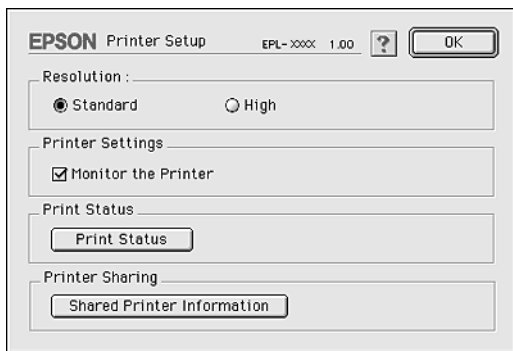 EPSON Printer Setup EPL-XXXX 1.00 ? OK
Resolution :
Standard High
Printer Settings
Monitor the Printer
Print Status
Print Status
Printer Sharing
Shared Printer Information